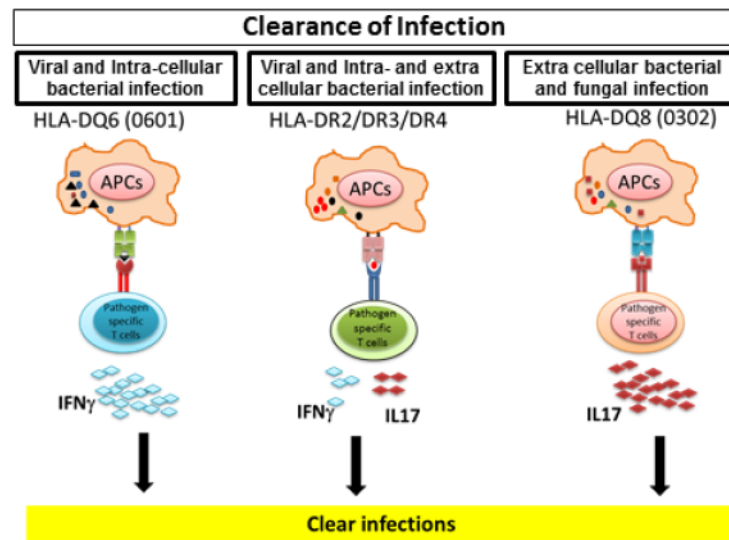 Clearance of Infection
Viral and Intra-cellular
bacterial infection
Viral and Intra- and extra
cellular bacterial infection
Extra cellular bacterial
and fungal infection
HLA-DQ6 (0601)
HLA-DR2/DR3/DR4
HLA-DQ8 (0302)
APCs
APCs
APCs
Pathogen
specific
T cells
Pathogen
specific
T cells
Pathogen
specific
T cells
IFNγ
IFNγ
IL17
IL17
Clear infections